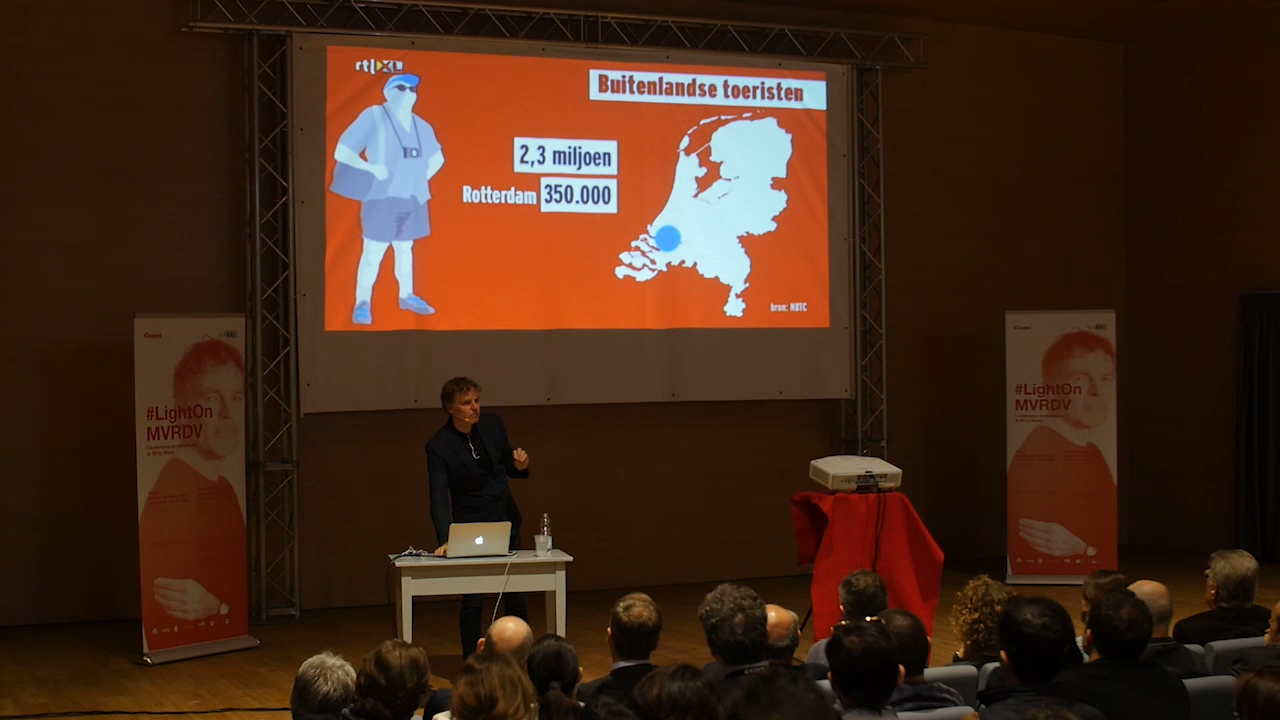 rtl XL
Buitenlandse toeristen
2,3 miljoen
Rotterdam 350.000
bron: NBTC
#LightOn
MVRDV
#LightOn
MVRDV